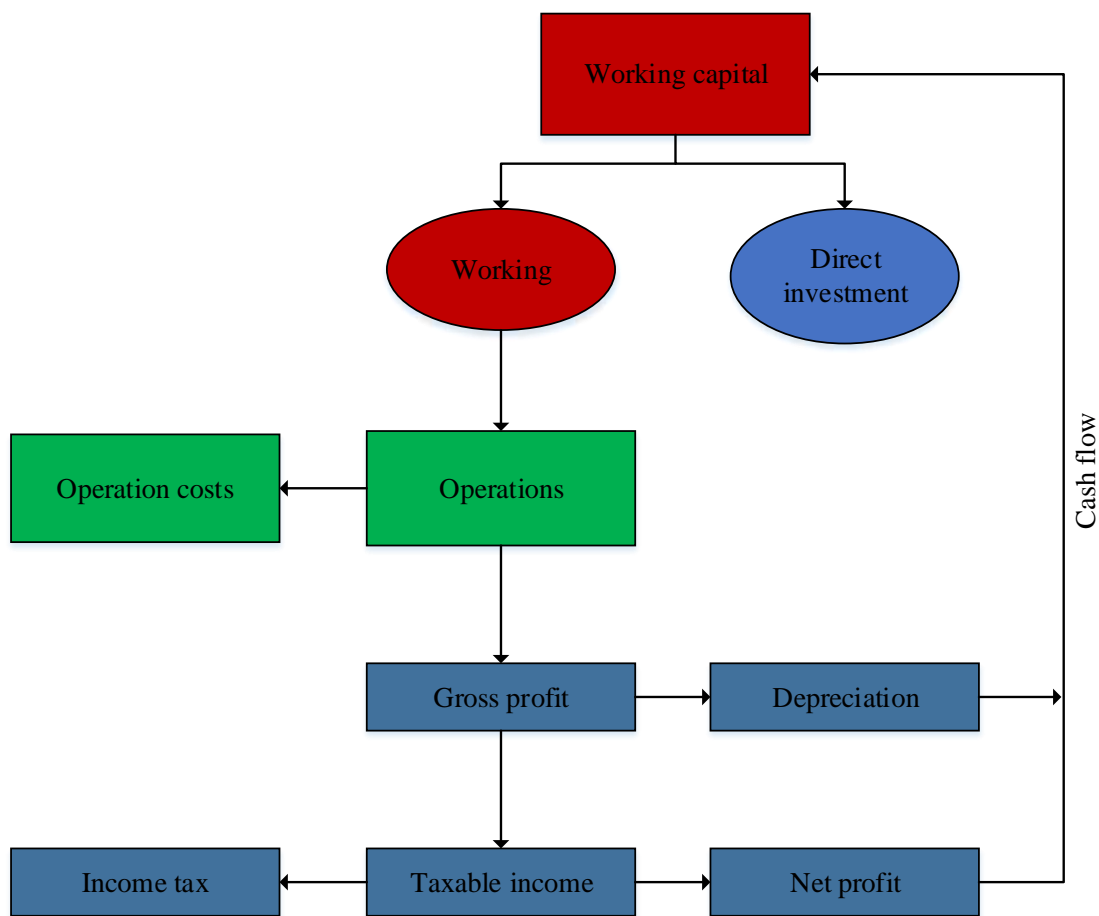 Working capital
Working
Direct
investment
Operation costs
Operations
Cash flow
Gross profit
Depreciation
Income tax
Taxable income
Net profit